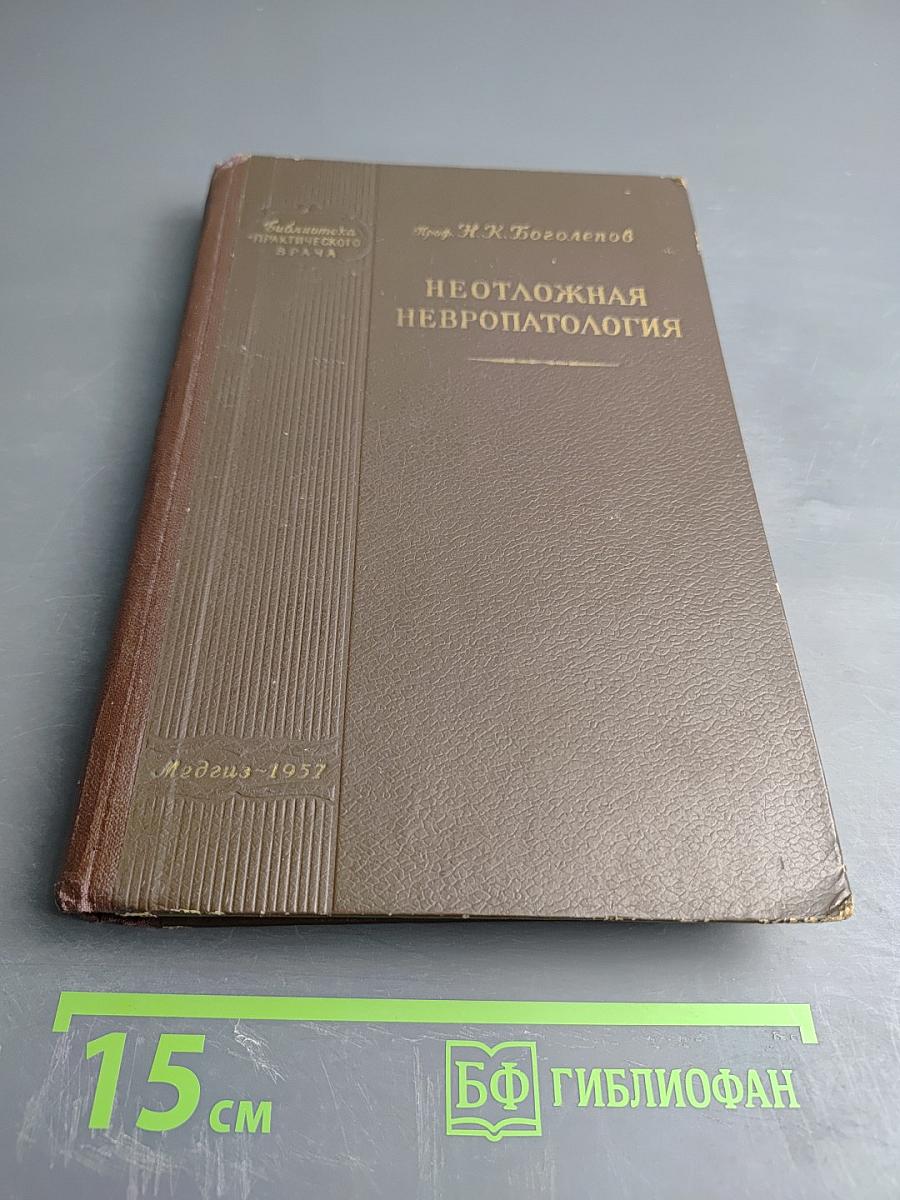 Библиотека
ПРАКТИЧЕСКОГО
ВРАЧА
Проф. Н. К. Боголепов
НЕОТЛОЖНАЯ
НЕВРОПАТОЛОГИЯ
Медгиз-1957
15 см
БФ ГИБЛИОФАН